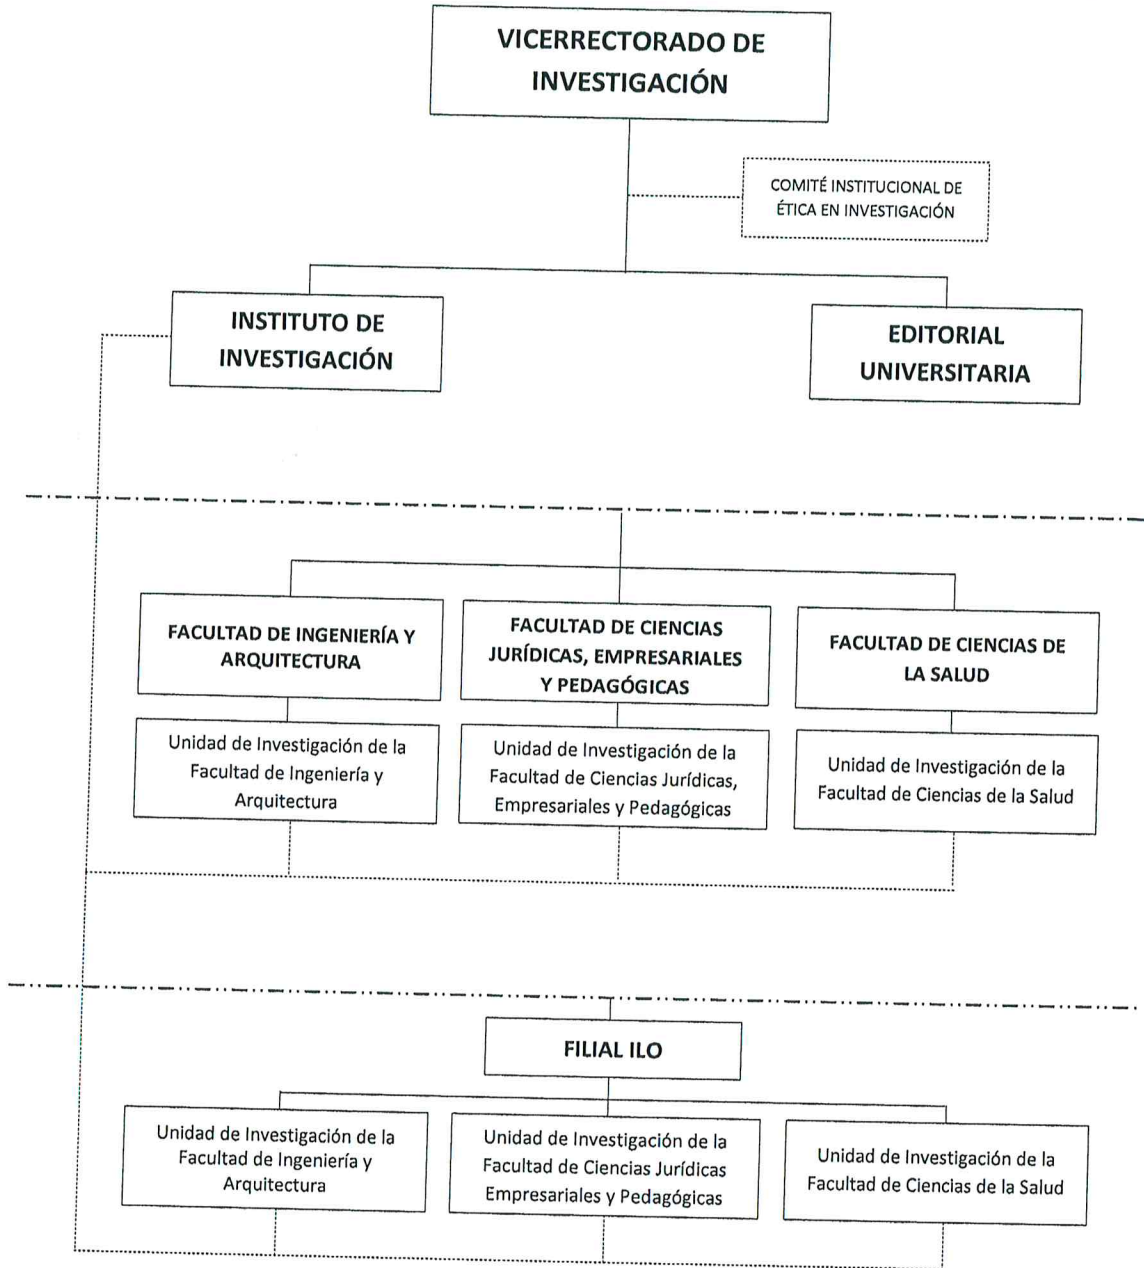 VICERRECTORADO DE
INVESTIGACIÓN
COMITÉ INSTITUCIONAL DE
ÉTICA EN INVESTIGACIÓN
INSTITUTO DE
INVESTIGACIÓN
EDITORIAL
UNIVERSITARIA
FACULTAD DE INGENIERÍA Y
ARQUITECTURA
FACULTAD DE CIENCIAS
JURÍDICAS, EMPRESARIALES
Y PEDAGÓGICAS
FACULTAD DE CIENCIAS DE
LA SALUD
Unidad de Investigación de la
Facultad de Ingeniería y
Arquitectura
Unidad de Investigación de la
Facultad de Ciencias Jurídicas,
Empresariales y Pedagógicas
Unidad de Investigación de la
Facultad de Ciencias de la Salud
FILIAL ILO
Unidad de Investigación de la
Facultad de Ingeniería y
Arquitectura
Unidad de Investigación de la
Facultad de Ciencias Jurídicas
Empresariales y Pedagógicas
Unidad de Investigación de la
Facultad de Ciencias de la Salud